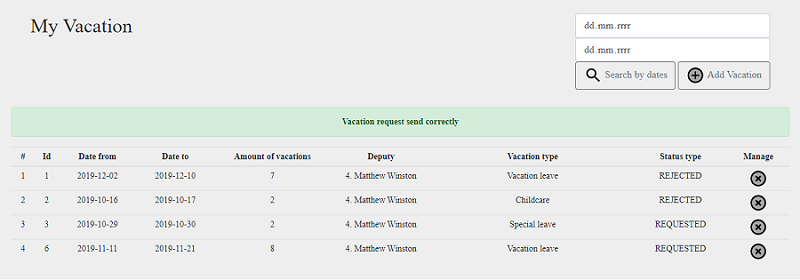 My Vacation
dd.mm.rrrr
dd.mm.rrrr
Search by dates Add Vacation
Vacation request send correctly
# Id Date from Date to Amount of vacations Deputy Vacation type Status type Manage
1 1 2019-12-02 2019-12-10 7 4. Matthew Winston Vacation leave REJECTED
2 2 2019-10-16 2019-10-17 2 4. Matthew Winston Childcare REJECTED
3 3 2019-10-29 2019-10-30 2 4. Matthew Winston Special leave REQUESTED
4 6 2019-11-11 2019-11-21 8 4. Matthew Winston Vacation leave REQUESTED